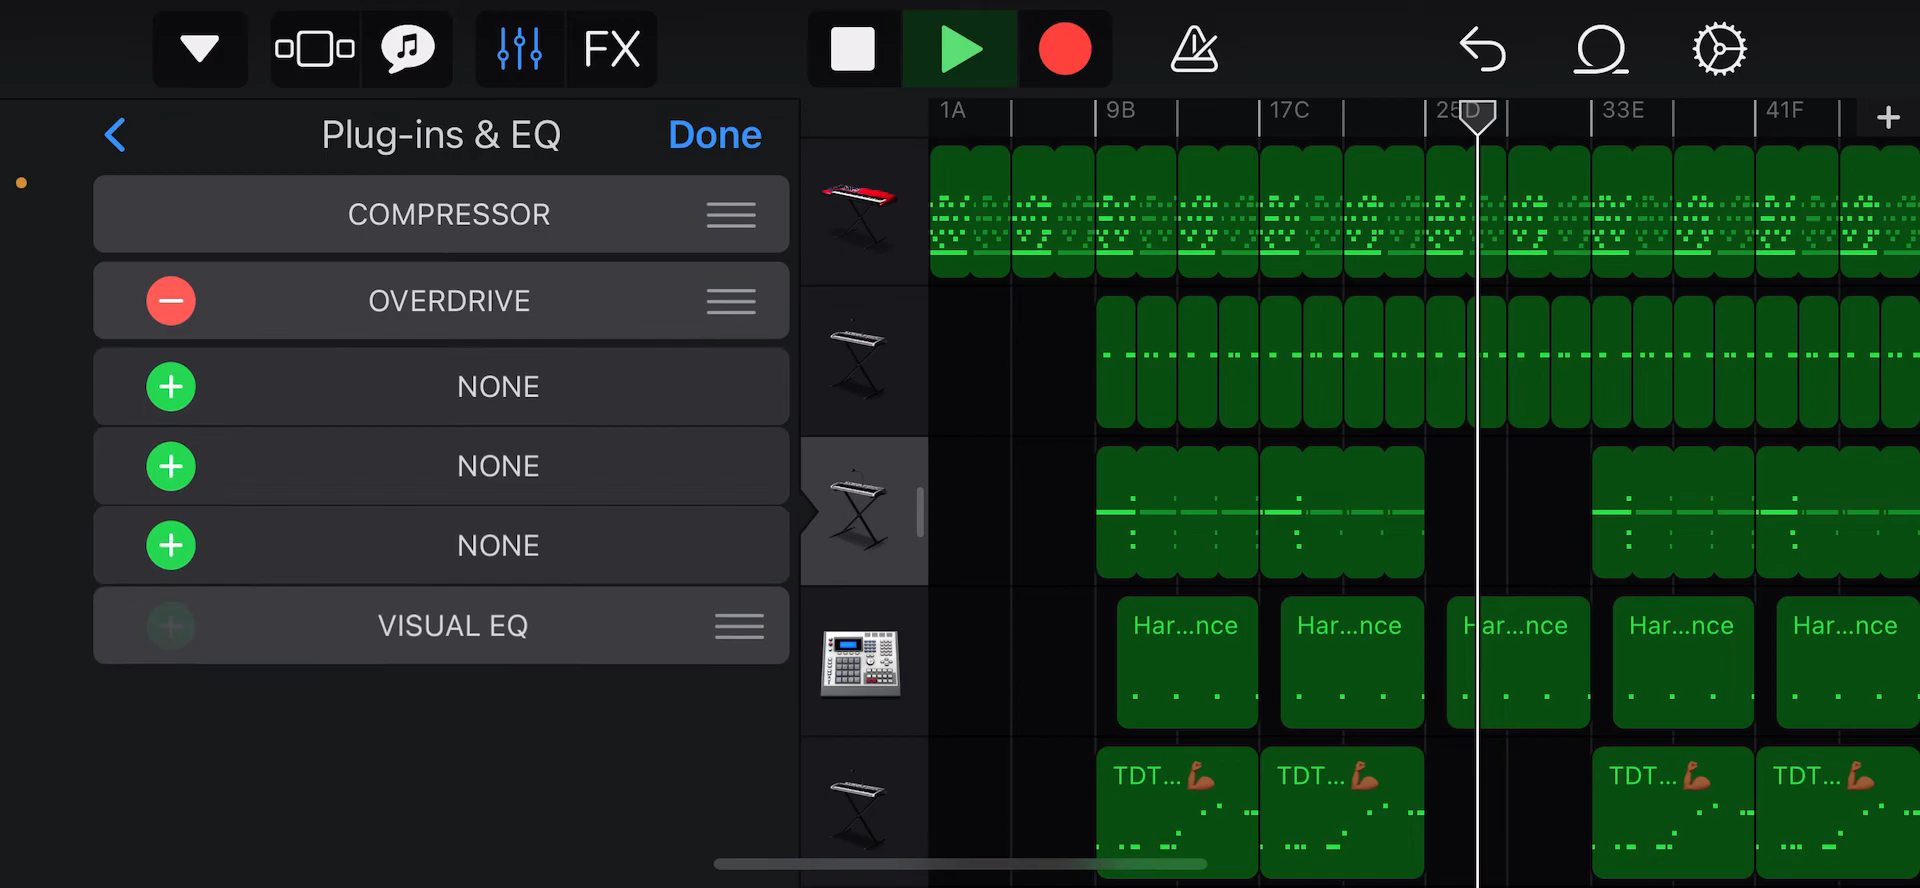 FX
Plug-ins & EQ
Done
COMPRESSOR
OVERDRIVE
NONE
NONE
NONE
VISUAL EQ
1A 9B 17C 25D 33E 41F
Har...nce Har...nce Har...nce Har...nce Har...nce
TDT...💪🏾 TDT...💪🏾 TDT...💪🏾 TDT...💪🏾